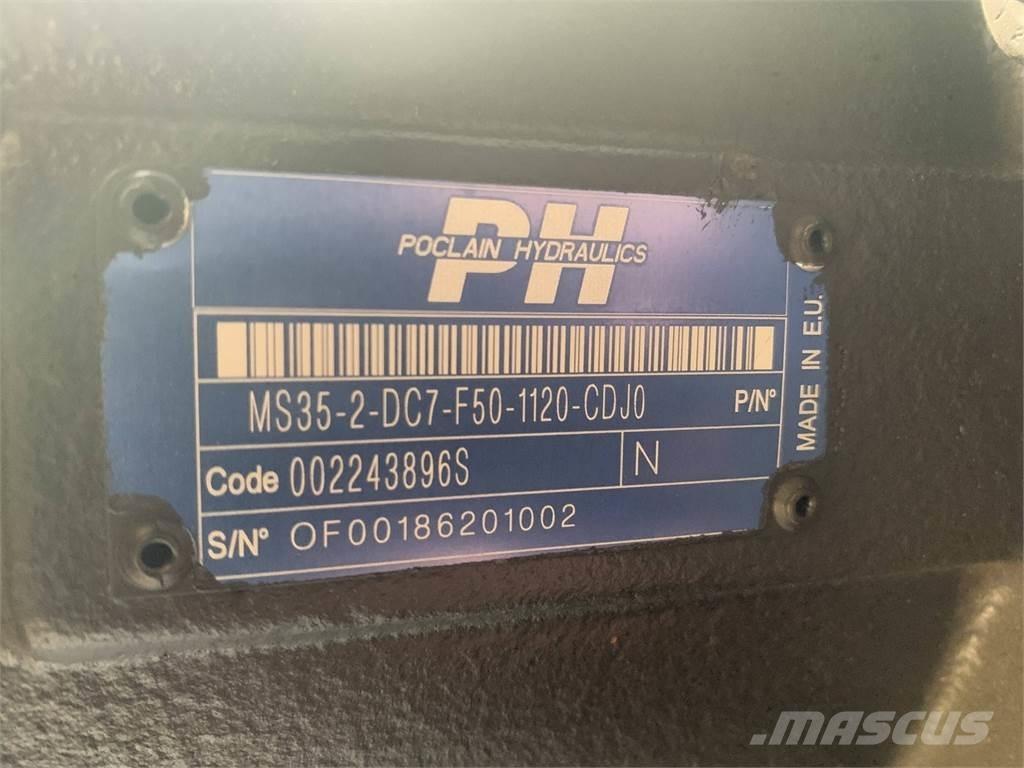 PH
POCLAIN HYDRAULICS
MS35-2-DC7-F50-1120-CDJ0 P/N°
Code 002243896S N
S/N° OF00186201002
MADE IN E.U.
MASCUS